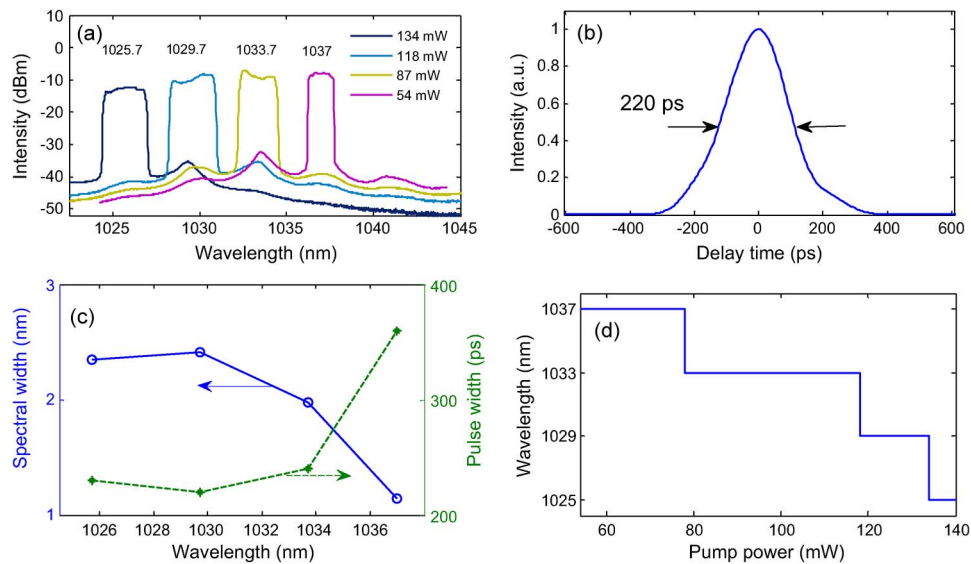 (a)
1025.7 1029.7 1033.7 1037
134 mW
118 mW
87 mW
54 mW
10
0
-10
-20
-30
-40
-50
Intensity (dBm)
1025 1030 1035 1040 1045
Wavelength (nm)
(b)
220 ps
1
0.8
0.6
0.4
0.2
0
Intensity (a.u.)
-600 -400 -200 0 200 400 600
Delay time (ps)
(c)
3
2
1
Spectral width (nm)
400
300
200
Pulse width (ps)
1026 1028 1030 1032 1034 1036
Wavelength (nm)
(d)
1037
1033
1029
1025
Wavelength (nm)
60 80 100 120 140
Pump power (mW)